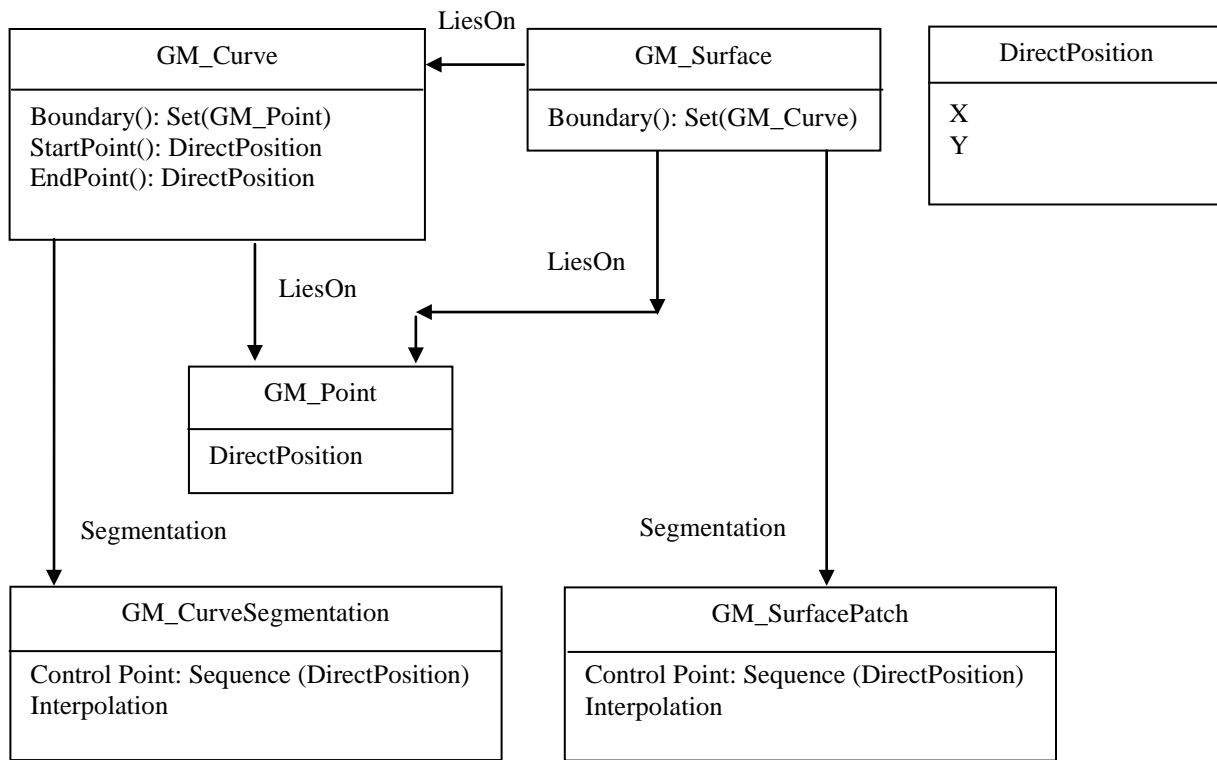 LiesOn
GM_Curve
Boundary(): Set(GM_Point)
StartPoint(): DirectPosition
EndPoint(): DirectPosition
GM_Surface
Boundary(): Set(GM_Curve)
DirectPosition
X
Y
LiesOn
LiesOn
GM_Point
DirectPosition
Segmentation
Segmentation
GM_CurveSegmentation
Control Point: Sequence (DirectPosition)
Interpolation
GM_SurfacePatch
Control Point: Sequence (DirectPosition)
Interpolation